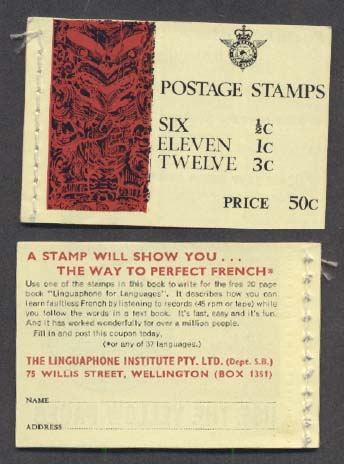 POSTAGE STAMPS
SIX ½c
ELEVEN 1c
TWELVE 3c
PRICE 50c
A STAMP WILL SHOW YOU . . .
THE WAY TO PERFECT FRENCH*
Use one of the stamps in this book to write for the free 20 page
book "Linguaphone for Languages". It describes how you can
learn faultless French by listening to records (45 rpm or tape) while
you follow the words in a text book. It's fast, easy and it's fun.
And it has worked wonderfully for over a million people.
Fill in and post this coupon today.
(*or any of 37 languages.)
THE LINGUAPHONE INSTITUTE PTY. LTD. (Dept. S.B.)
75 WILLIS STREET, WELLINGTON (BOX 1351)
NAME
ADDRESS